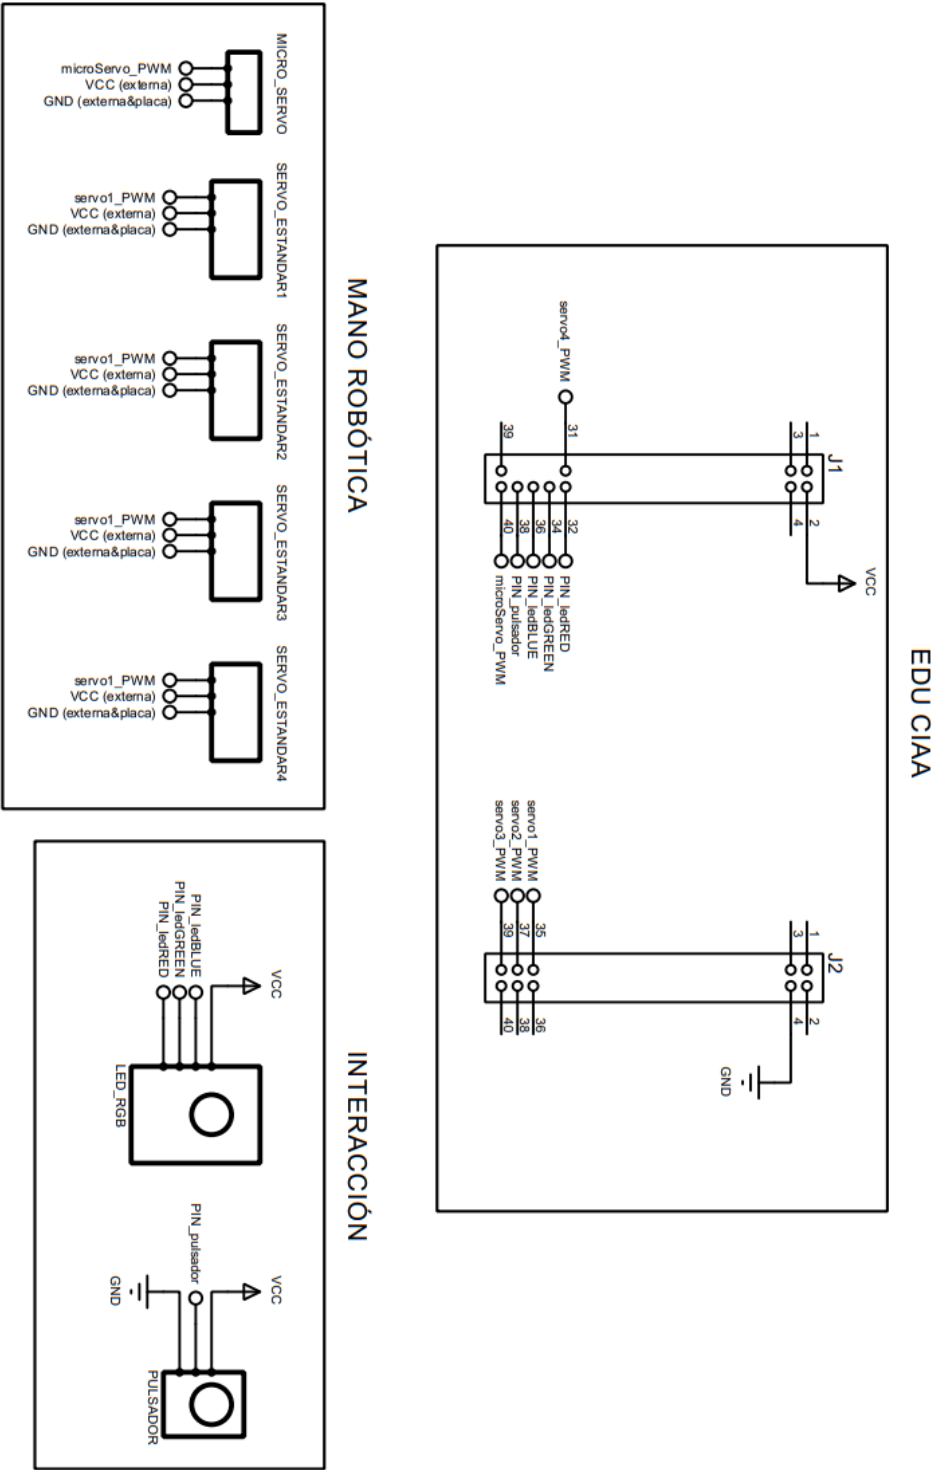 EDU CIAA
J1
1
3
2
4
VCC
servo4_PWM
31
39
32
34
36
38
40
PIN_ledRED
PIN_ledGREEN
PIN_ledBLUE
PIN_pulsador
microServo_PWM
J2
1
3
2
4
GND
servo1_PWM
servo2_PWM
servo3_PWM
35
37
39
36
38
40
MANO ROBÓTICA
MICRO_SERVO
microServo_PWM
VCC (externa)
GND (externa&placa)
SERVO_ESTANDAR1
servo1_PWM
VCC (externa)
GND (externa&placa)
SERVO_ESTANDAR2
servo1_PWM
VCC (externa)
GND (externa&placa)
SERVO_ESTANDAR3
servo1_PWM
VCC (externa)
GND (externa&placa)
SERVO_ESTANDAR4
servo1_PWM
VCC (externa)
GND (externa&placa)
INTERACCIÓN
VCC
PIN_ledBLUE
PIN_ledGREEN
PIN_ledRED
LED_RGB
VCC
PIN_pulsador
GND
PULSADOR